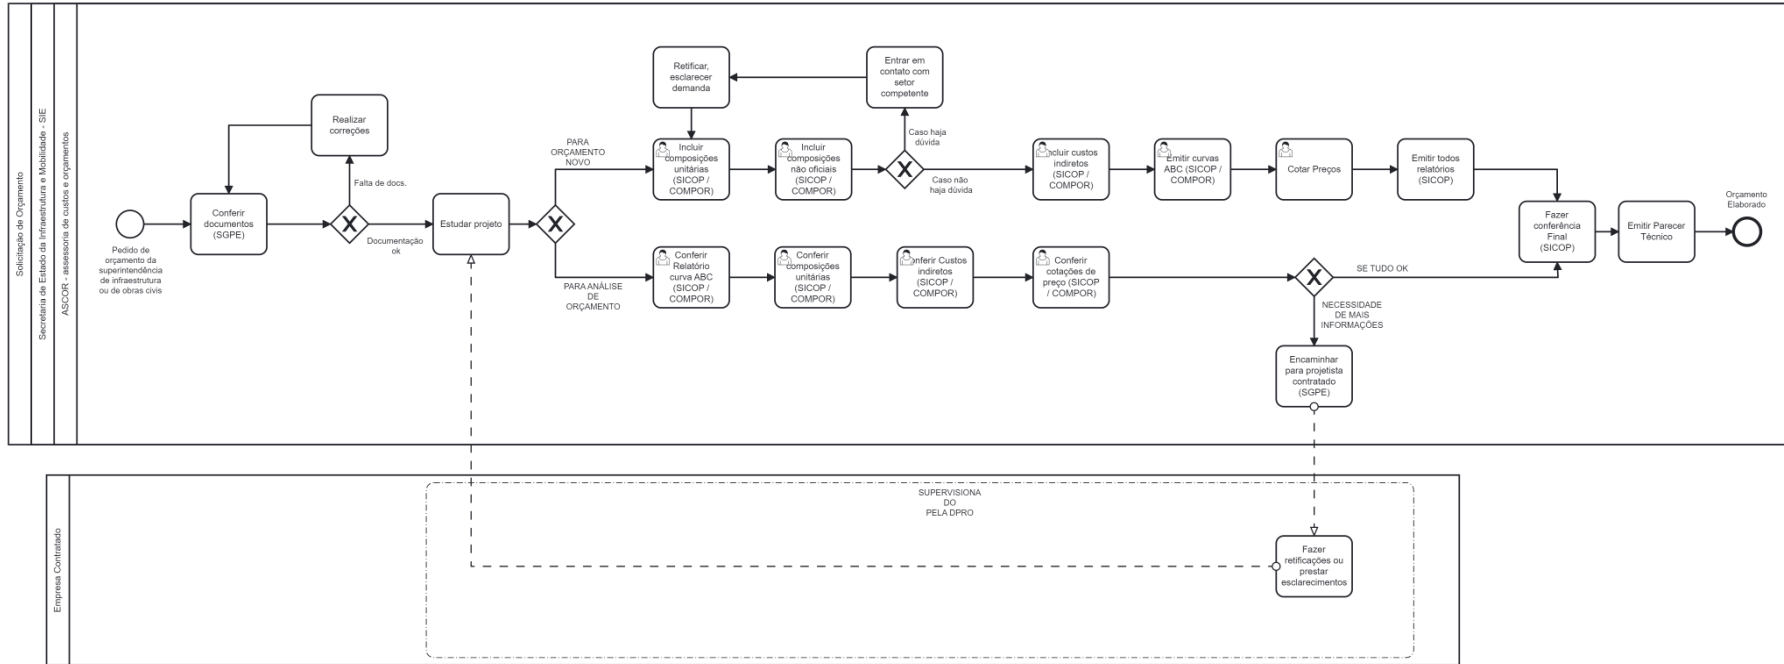 Solicitação de Orçamento
Secretaria de Estado da Infraestrutura e Mobilidade - SIE
ASCOR - assessoria de custos e orçamentos
Pedido de
orçamento da
superintendência
de infraestrutura
ou de obras civis
Conferir
documentos
(SGPE)
Realizar
correções
Falta de docs.
Documentação
ok
Estudar projeto
PARA
ORÇAMENTO
NOVO
PARA ANÁLISE
DE
ORÇAMENTO
Retificar,
esclarecer
demanda
Entrar em
contato com
setor
competente
Incluir
composições
unitárias
(SICOP /
COMPOR)
Incluir
composições
não oficiais
(SICOP /
COMPOR)
Caso haja
dúvida
Caso não
haja dúvida
ncluir custos
indiretos
(SICOP /
COMPOR)
Emitir curvas
ABC (SICOP /
COMPOR)
Cotar Preços
Emitir todos
relatórios
(SICOP)
Conferir
Relatório
curva ABC
(SICOP /
COMPOR)
Conferir
composições
unitárias
(SICOP /
COMPOR)
onferir Custos
indiretos
(SICOP /
COMPOR)
Conferir
cotações de
preço (SICOP
/ COMPOR)
SE TUDO OK
NECESSIDADE
DE MAIS
INFORMAÇÕES
Encaminhar
para projetista
contratado
(SGPE)
Fazer
conferência
Final
(SICOP)
Emitir Parecer
Técnico
Orçamento
Elaborado
Empresa Contratado
SUPERVISIONA
DO
PELA DPRO
Fazer
retificações ou
prestar
esclarecimentos